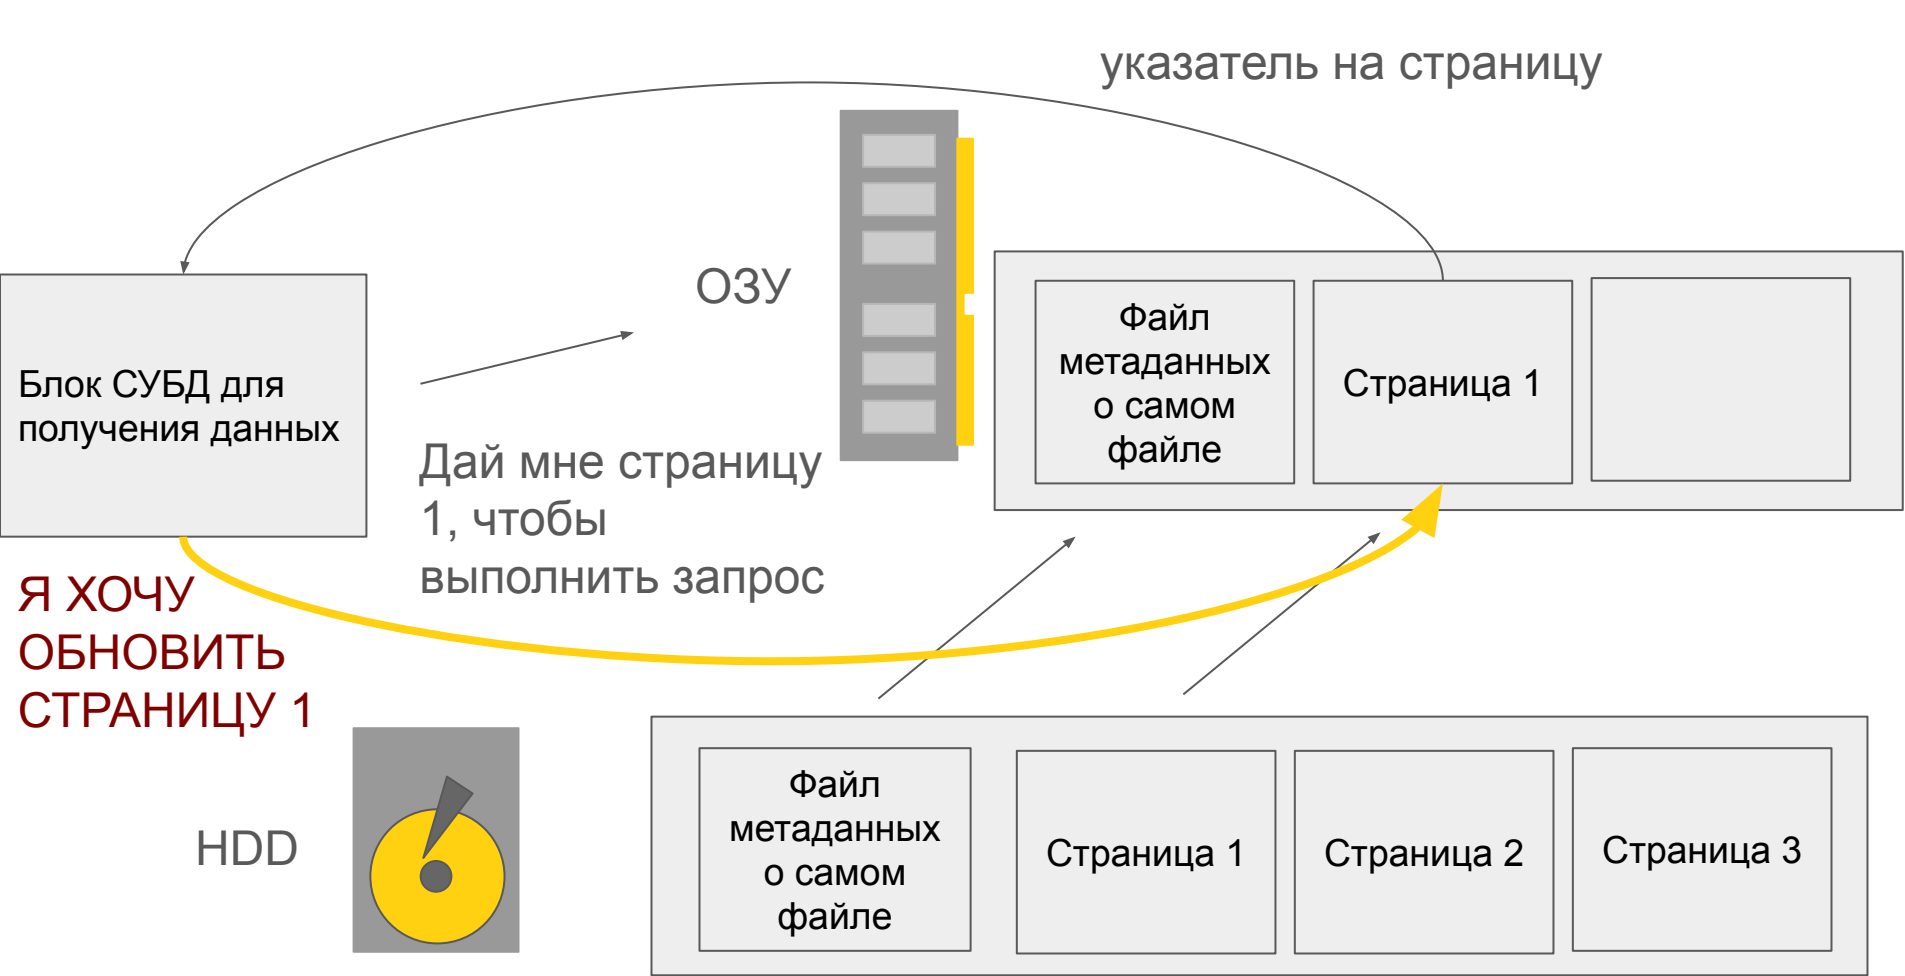 указатель на страницу
ОЗУ
Файл
метаданных
о самом
файле
Страница 1
Блок СУБД для
получения данных
Дай мне страницу
1, чтобы
выполнить запрос
Я ХОЧУ
ОБНОВИТЬ
СТРАНИЦУ 1
HDD
Файл
метаданных
о самом
файле
Страница 1
Страница 2
Страница 3